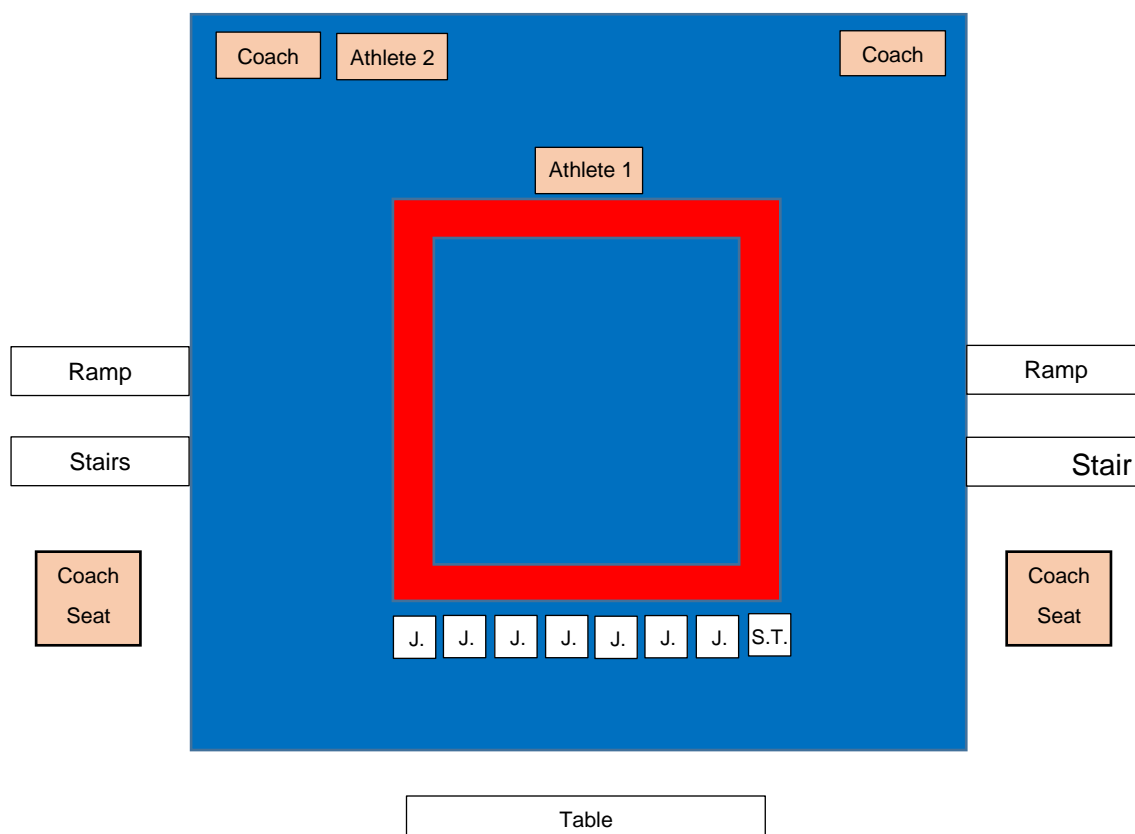 Coach
Athlete 2
Coach
Athlete 1
Ramp
Ramp
Stairs
Stair
Coach
Seat
Coach
Seat
J.
J.
J.
J.
J.
J.
J.
S.T.
Table